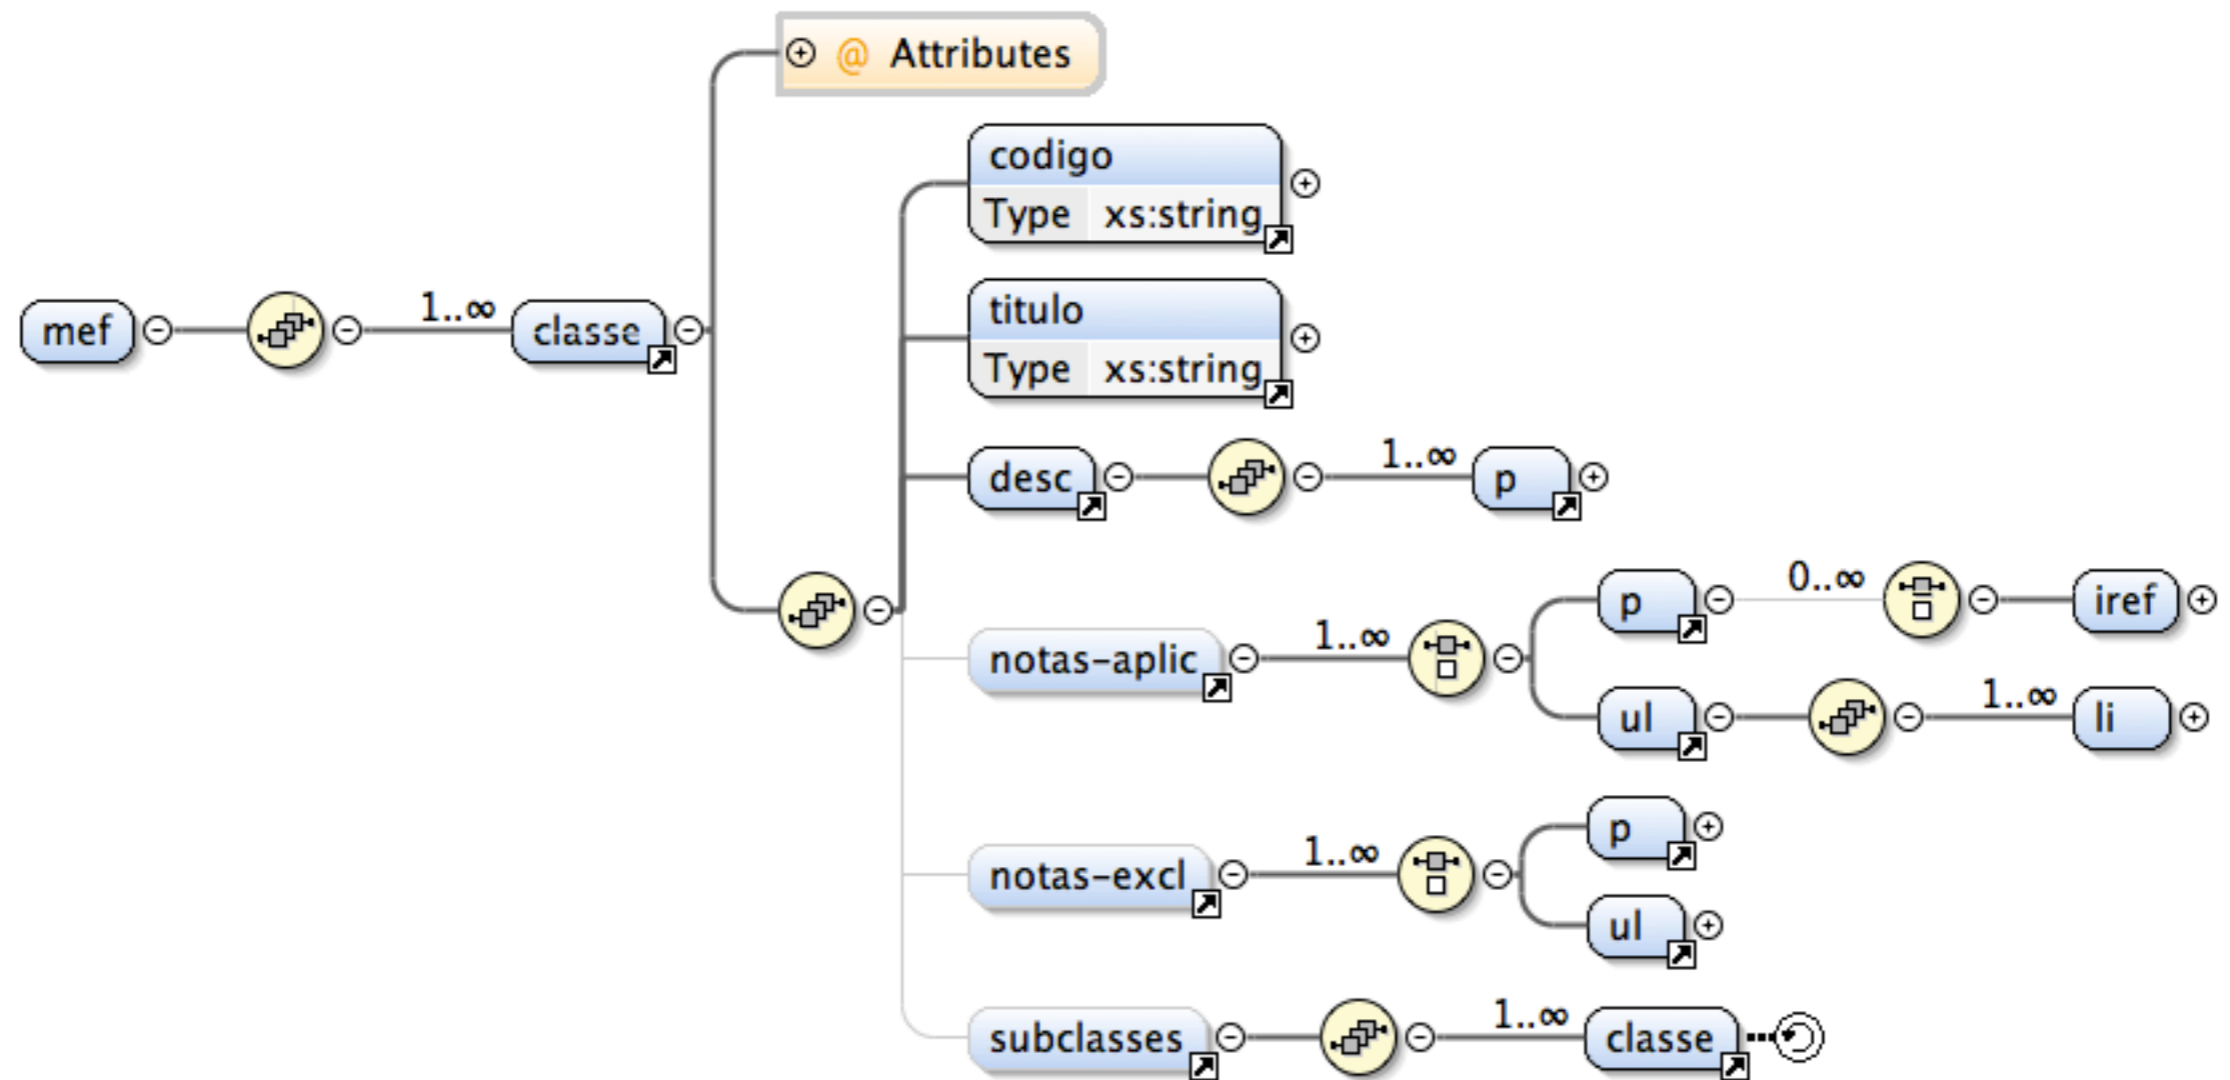 @ Attributes
codigo
Type xs:string
titulo
Type xs:string
mef
1..∞
classe
desc
1..∞
p
notas-aplic
1..∞
p
0..∞
iref
ul
1..∞
li
notas-excl
1..∞
p
ul
subclasses
1..∞
classe